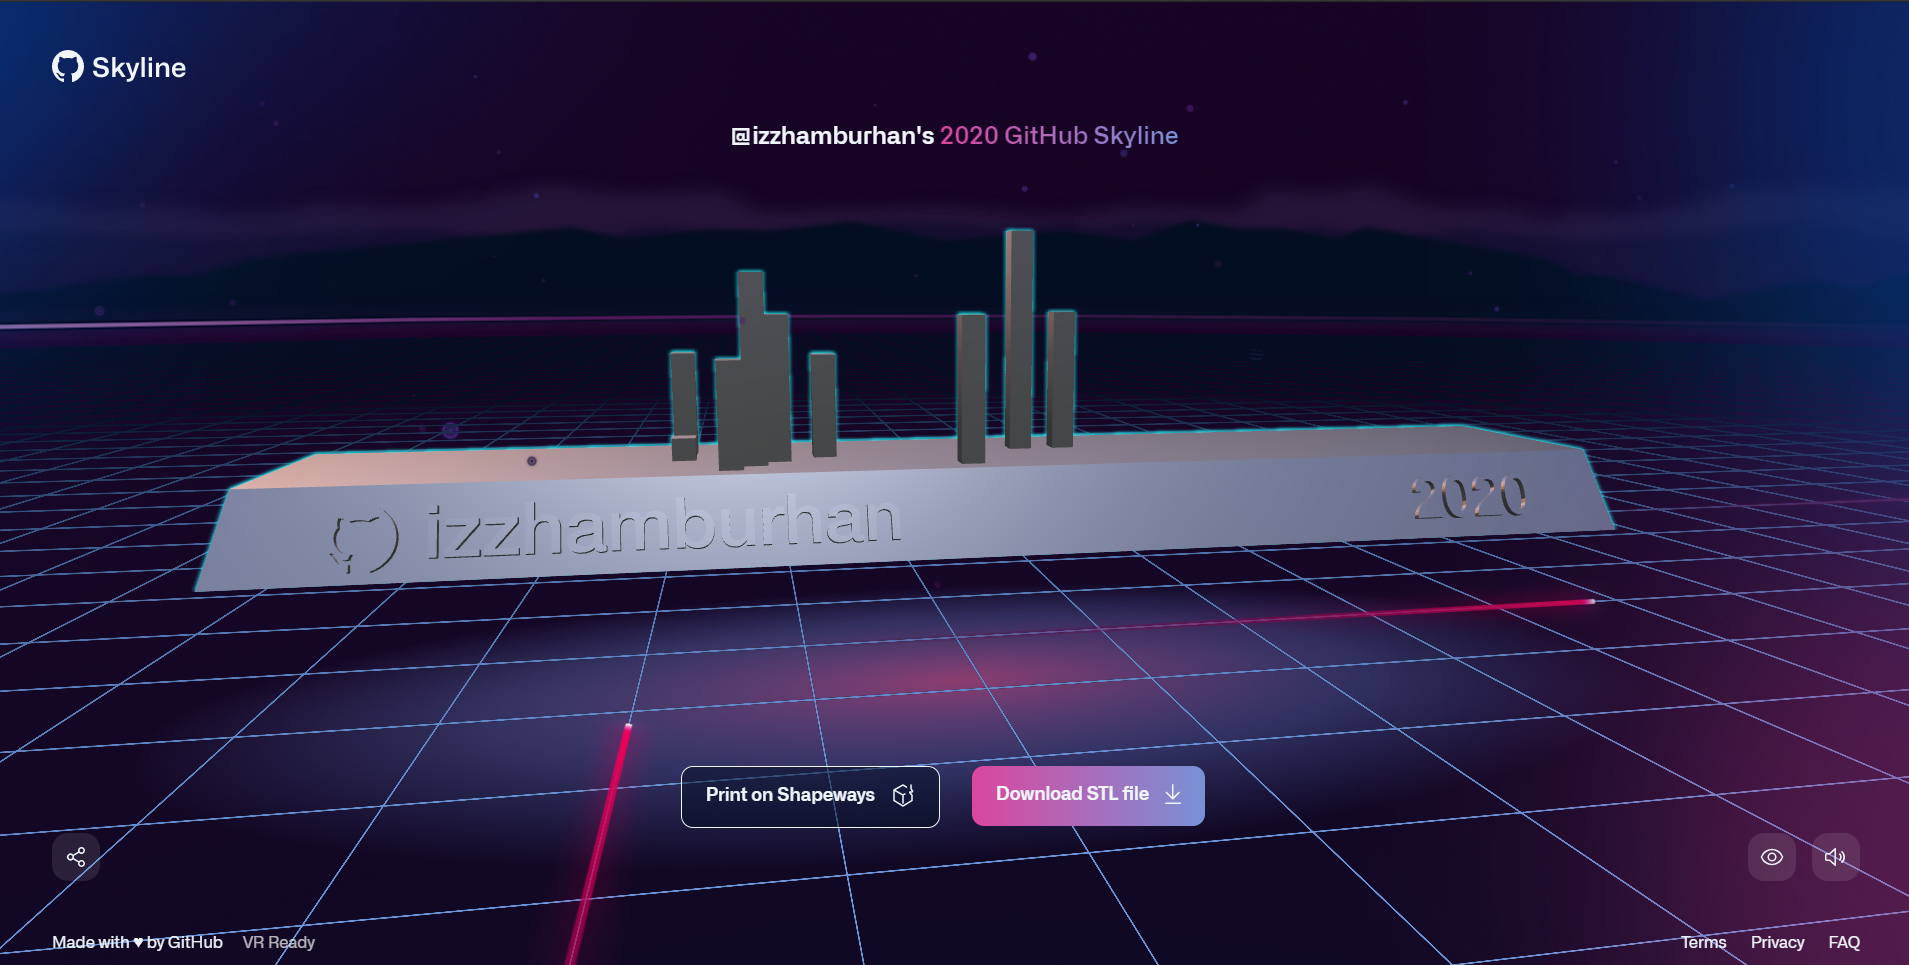 Skyline
@izzhamburhan's 2020 GitHub Skyline
izzhamburhan
2020
Print on Shapeways
Download STL file
Made with ♥ by GitHub VR Ready
Terms Privacy FAQ